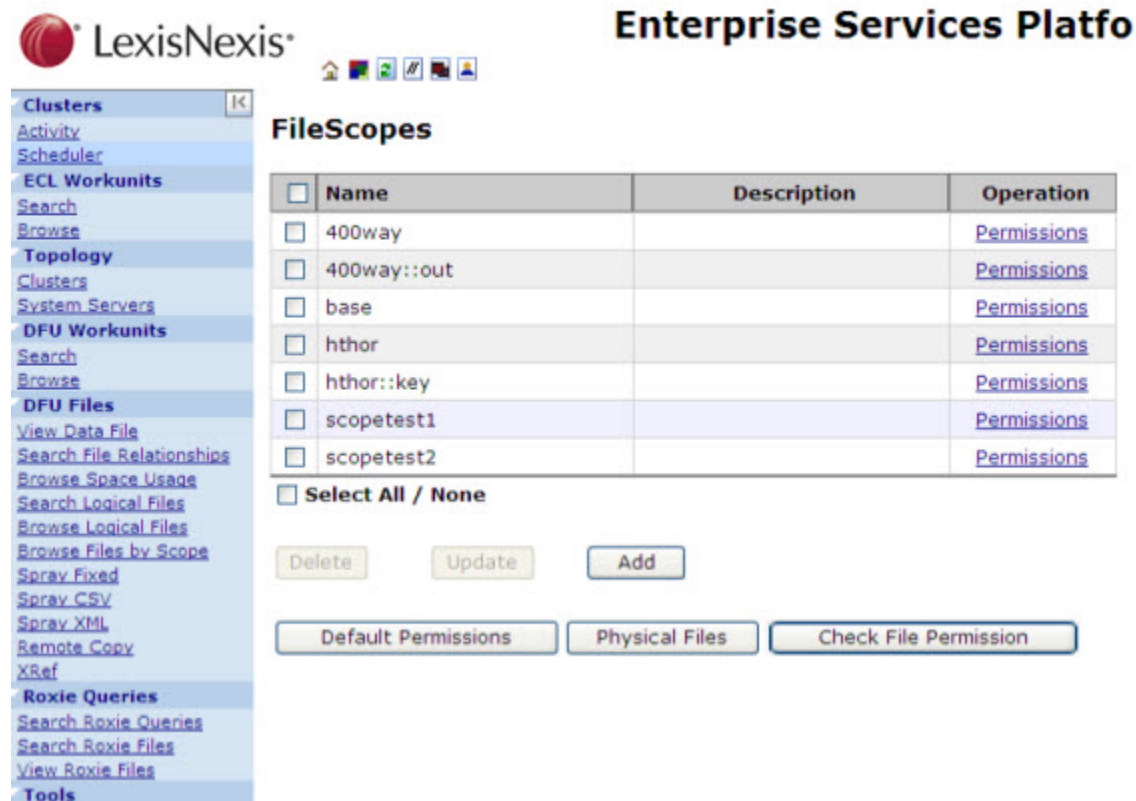 LexisNexis
Enterprise Services Platfo
Clusters
Activity
Scheduler
ECL Workunits
Search
Browse
Topology
Clusters
System Servers
DFU Workunits
Search
Browse
DFU Files
View Data File
Search File Relationships
Browse Space Usage
Search Logical Files
Browse Logical Files
Browse Files by Scope
Spray Fixed
Spray CSV
Spray XML
Remote Copy
XRef
Roxie Queries
Search Roxie Queries
Search Roxie Files
View Roxie Files
Tools
FileScopes
Name Description Operation
400way Permissions
400way::out Permissions
base Permissions
hthor Permissions
hthor::key Permissions
scopetest1 Permissions
scopetest2 Permissions
Select All / None
Delete Update Add
Default Permissions Physical Files Check File Permission